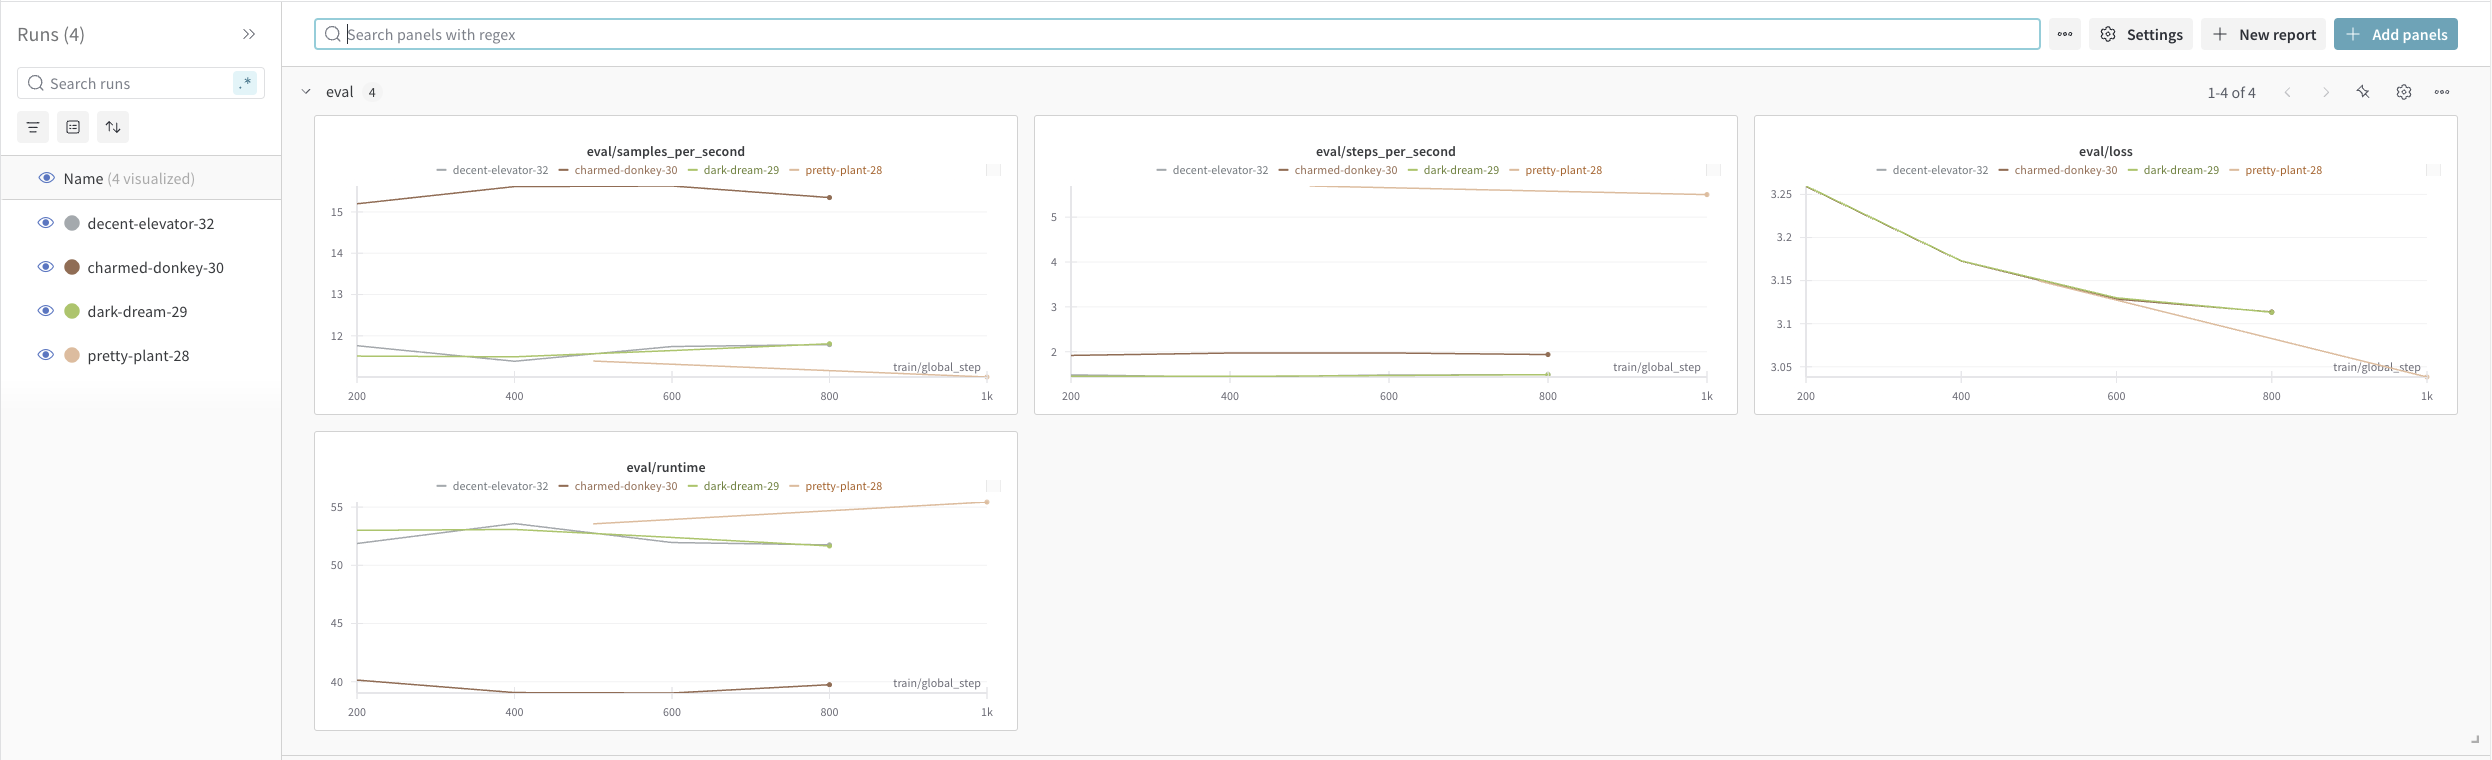 Runs (4)
Search runs
.*
Name (4 visualized)
decent-elevator-32
charmed-donkey-30
dark-dream-29
pretty-plant-28
Search panels with regex
Settings
New report
Add panels
eval 4
1-4 of 4
eval/samples_per_second
decent-elevator-32 charmed-donkey-30 dark-dream-29 pretty-plant-28
15
14
13
12
train/global_step
200 400 600 800 1k
eval/steps_per_second
decent-elevator-32 charmed-donkey-30 dark-dream-29 pretty-plant-28
5
4
3
2
train/global_step
200 400 600 800 1k
eval/loss
decent-elevator-32 charmed-donkey-30 dark-dream-29 pretty-plant-28
3.25
3.2
3.15
3.1
3.05
train/global_step
200 400 600 800 1k
eval/runtime
decent-elevator-32 charmed-donkey-30 dark-dream-29 pretty-plant-28
55
50
45
40
train/global_step
200 400 600 800 1k